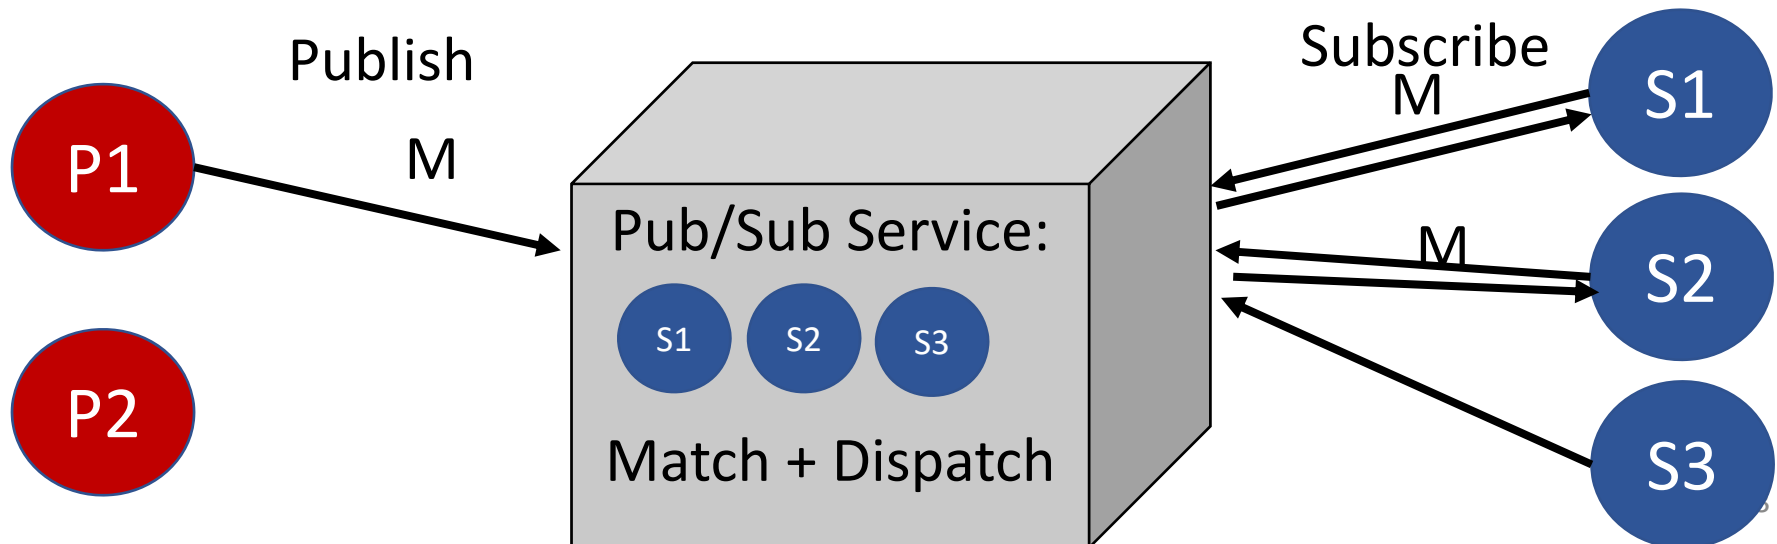 Publish
M
P1
P2
Pub/Sub Service:
S1 S2 S3
Match + Dispatch
Subscribe
M
M
S1
S2
S3